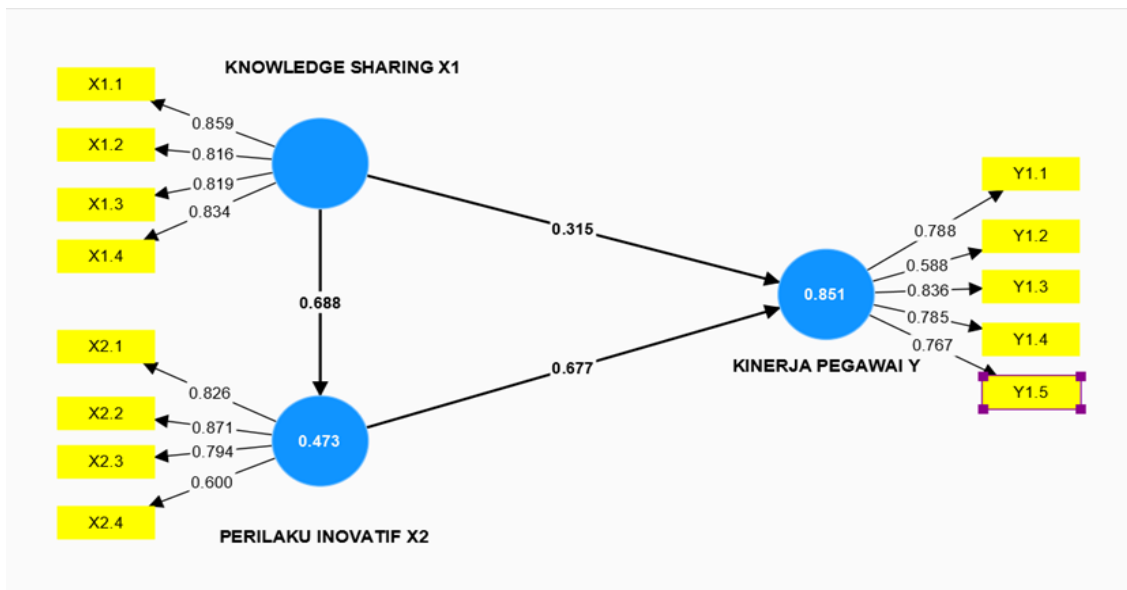 KNOWLEDGE SHARING X1
X1.1
X1.2
X1.3
X1.4
0.859
0.816
0.819
0.834
0.315
0.688
0.677
X2.1
X2.2
X2.3
X2.4
0.826
0.871
0.794
0.600
0.473
PERILAKU INOVATIF X2
0.851
KINERJA PEGAWAI Y
0.788
0.588
0.836
0.785
0.767
Y1.1
Y1.2
Y1.3
Y1.4
Y1.5